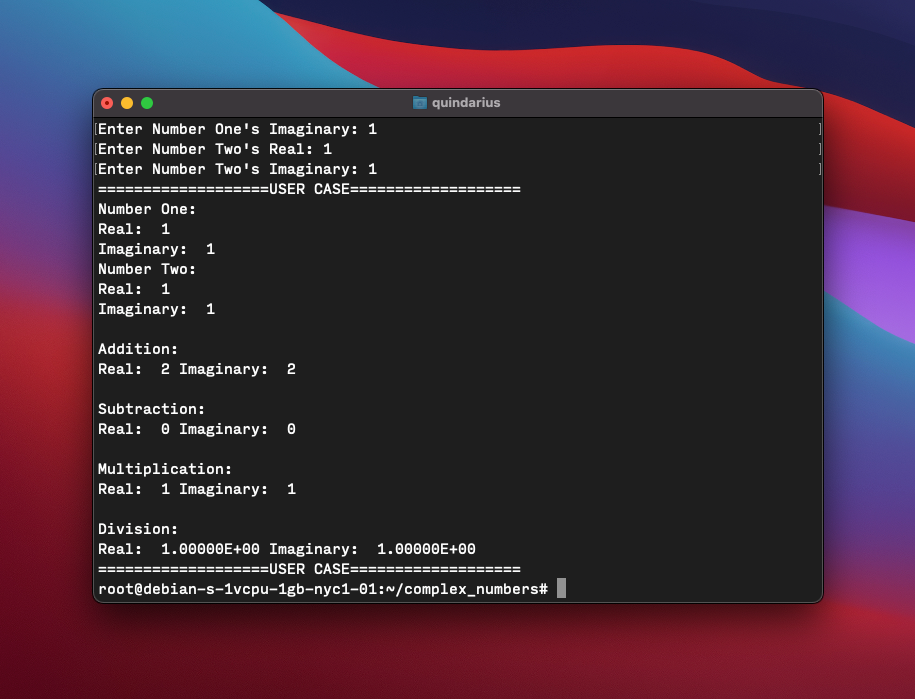 quindarius
[Enter Number One's Imaginary: 1 ]
[Enter Number Two's Real: 1 ]
[Enter Number Two's Imaginary: 1 ]
===================USER CASE===================
Number One:
Real:  1
Imaginary:  1
Number Two:
Real:  1
Imaginary:  1
Addition:
Real:  2 Imaginary:  2
Subtraction:
Real:  0 Imaginary:  0
Multiplication:
Real:  1 Imaginary:  1
Division:
Real:  1.00000E+00 Imaginary:  1.00000E+00
===================USER CASE===================
root@debian-s-1vcpu-1gb-nyc1-01:~/complex_numbers#